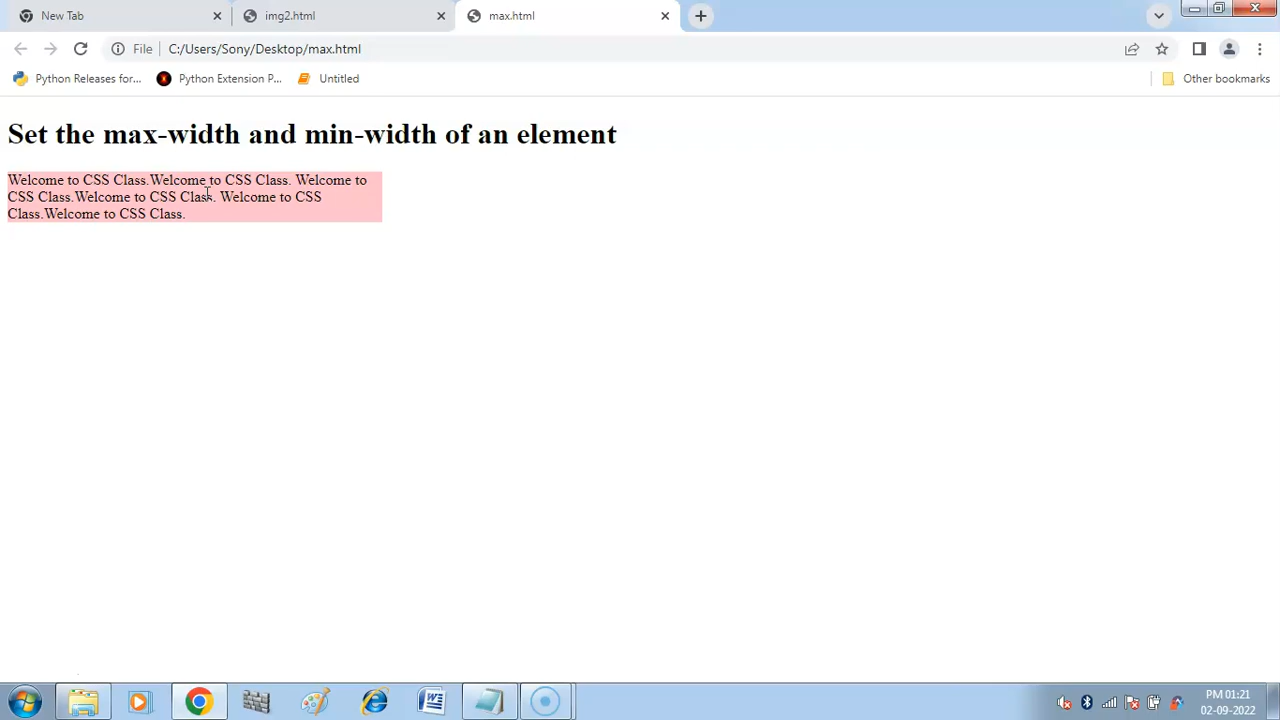 New Tab
img2.html
max.html
File
C:/Users/Sony/Desktop/max.html
Python Releases for...
Python Extension P...
Untitled
Other bookmarks
Set the max-width and min-width of an element
Welcome to CSS Class.Welcome to CSS Class. Welcome to
CSS Class.Welcome to CSS Class. Welcome to CSS
Class.Welcome to CSS Class.
PM 01:21
02-09-2022